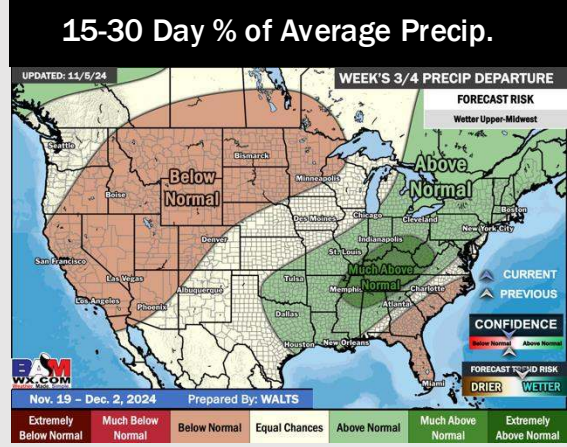 15-30 Day % of Average Precip.
UPDATED: 11/5/24
WEEK'S 3/4 PRECIP DEPARTURE
FORECAST RISK
Wetter Upper-Midwest
Seattle
Bismarck
Minneapolis
Above
Normal
Below
Normal
Boise
Boston
Chicago
Cleveland
New York City
Des Moines
Denver
Indianapolis
St. Louis
San Francisco
Las Vegas
Much Above
Normal
CURRENT
PREVIOUS
Los Angeles
Phoenix
Albuquerque
Tulsa
Memphis
Charlotte
Atlanta
Dallas
CONFIDENCE
Below Normal
Above Normal
Houston
New Orleans
Miami
FORECAST TREND RISK
DRIER
WETTER
BAM
WX.COM
Weather. Made. Simple.
Nov. 19 – Dec. 2, 2024
Prepared By: WALTS
Extremely
Below Normal
Much Below
Normal
Below Normal
Equal Chances
Above Normal
Much Above
Normal
Extremely
Above Normal